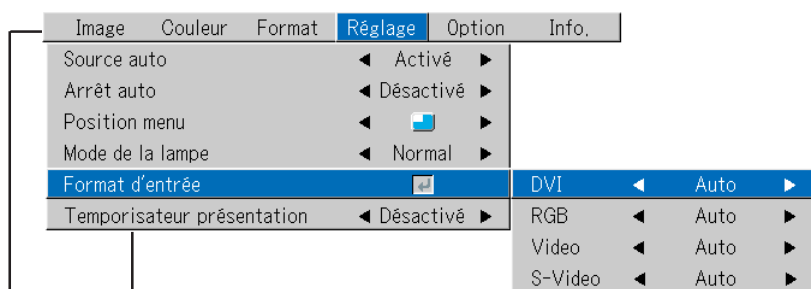 Image Couleur Format Réglage Option Info.
Source auto Activé
Arrêt auto Désactivé
Position menu
Mode de la lampe Normal
Format d'entrée DVI Auto
Temporisateur présentation Désactivé RGB Auto
Video Auto
S-Video Auto